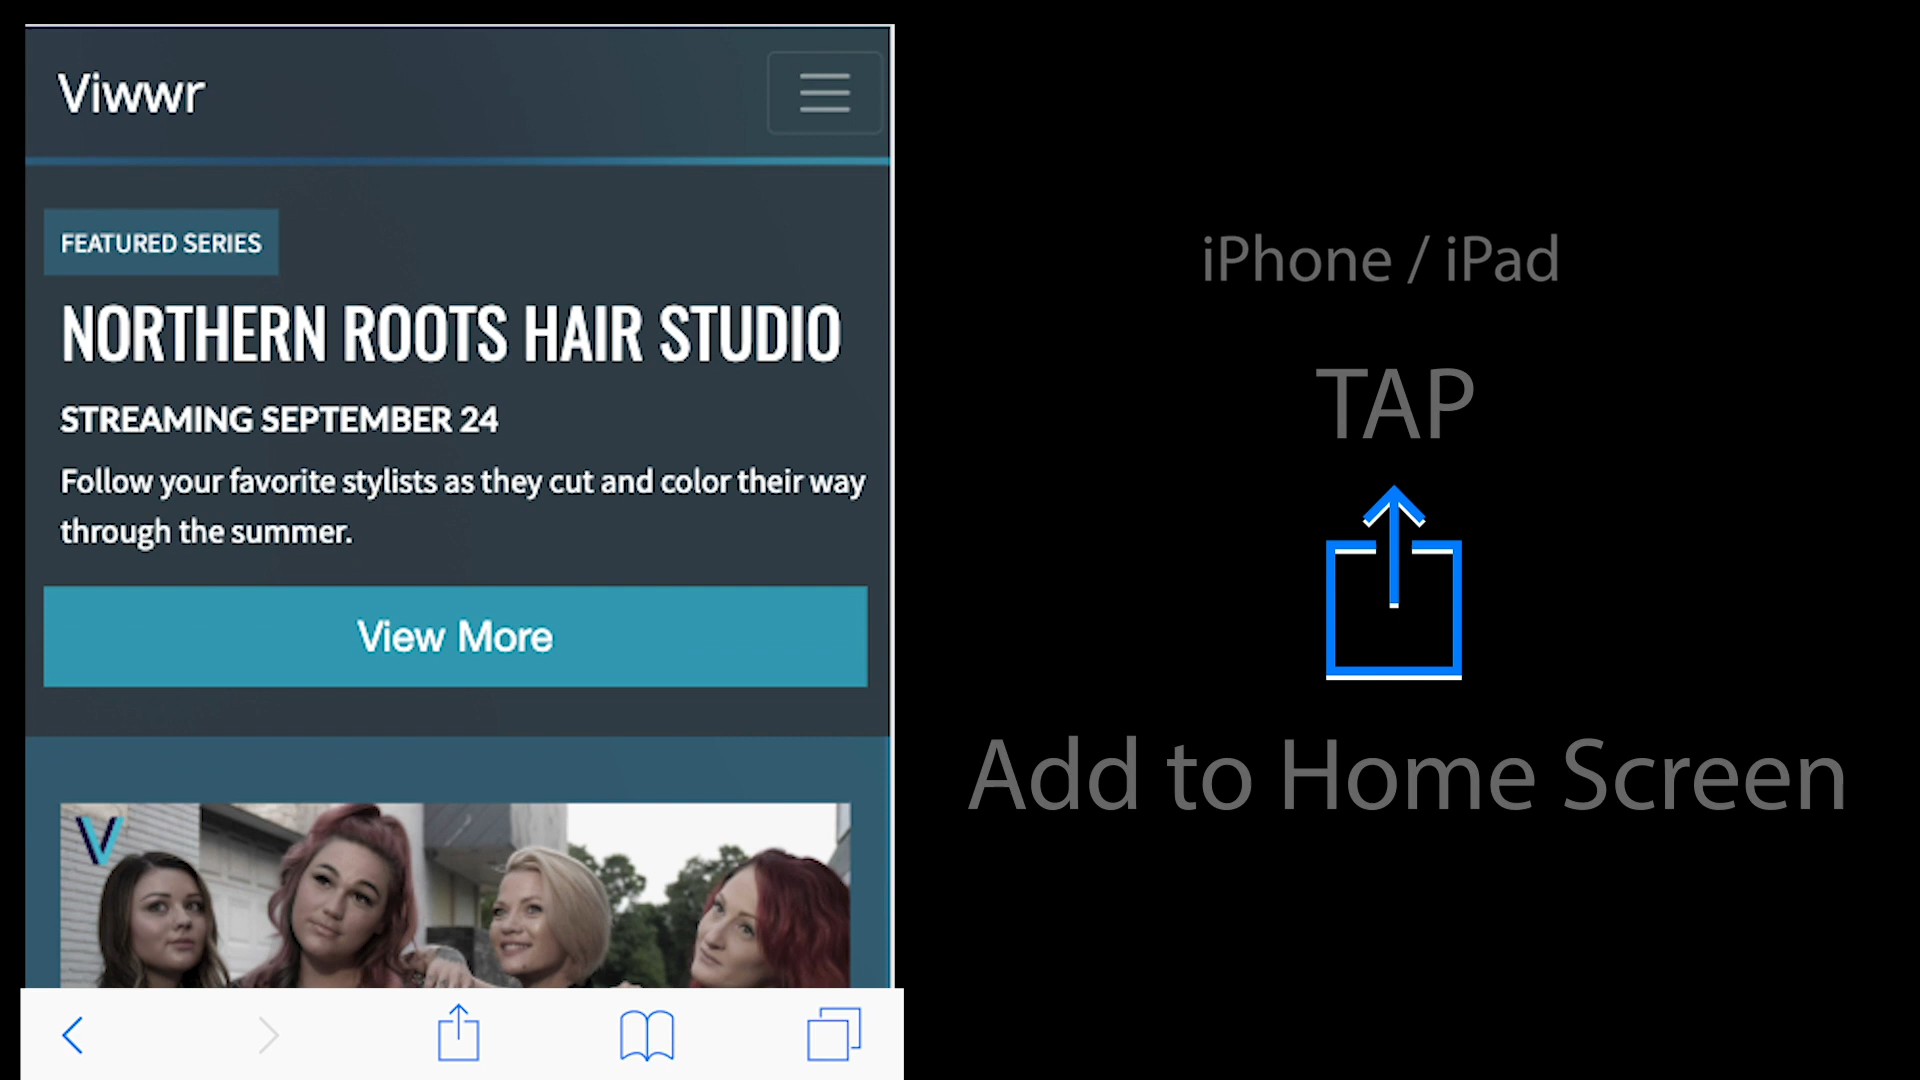 Viwwr
FEATURED SERIES
NORTHERN ROOTS HAIR STUDIO
STREAMING SEPTEMBER 24
Follow your favorite stylists as they cut and color their way
through the summer.
View More
V
iPhone / iPad
TAP
Add to Home Screen